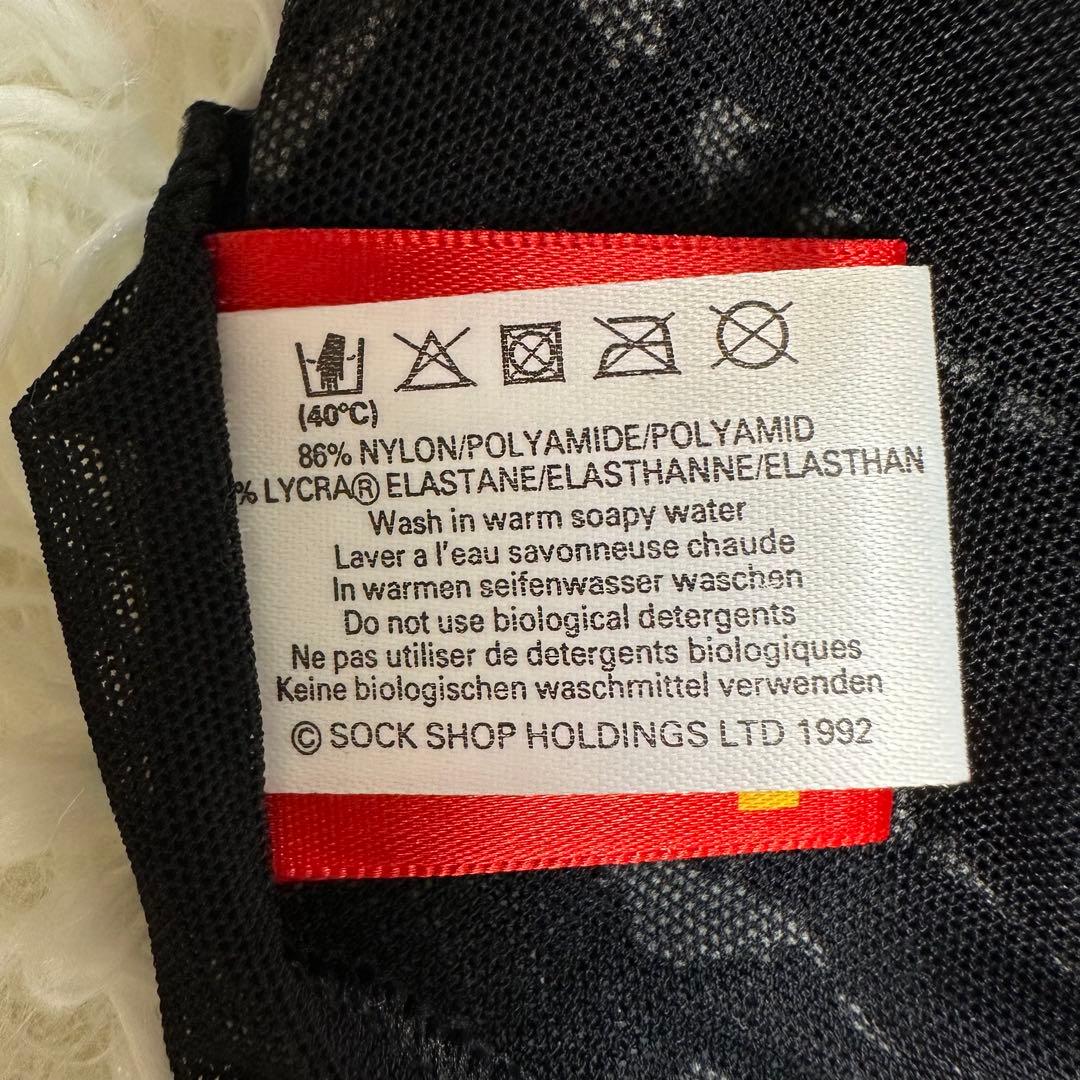 (40°C)
86% NYLON/POLYAMIDE/POLYAMID
% LYCRA® ELASTANE/ELASTHANNE/ELASTHAN
Wash in warm soapy water
Laver a l'eau savonneuse chaude
In warmen seifenwasser waschen
Do not use biological detergents
Ne pas utiliser de detergents biologiques
Keine biologischen waschmittel verwenden
© SOCK SHOP HOLDINGS LTD 1992